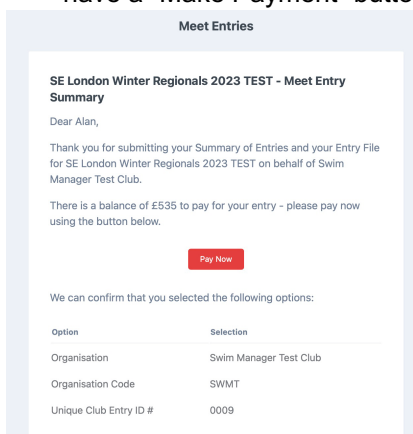 have a "Make Payment" butto
Meet Entries
SE London Winter Regionals 2023 TEST - Meet Entry
Summary
Dear Alan,
Thank you for submitting your Summary of Entries and your Entry File
for SE London Winter Regionals 2023 TEST on behalf of Swim
Manager Test Club.
There is a balance of £535 to pay for your entry - please pay now
using the button below.
Pay Now
We can confirm that you selected the following options:
Option Selection
Organisation Swim Manager Test Club
Organisation Code SWMT
Unique Club Entry ID # 0009